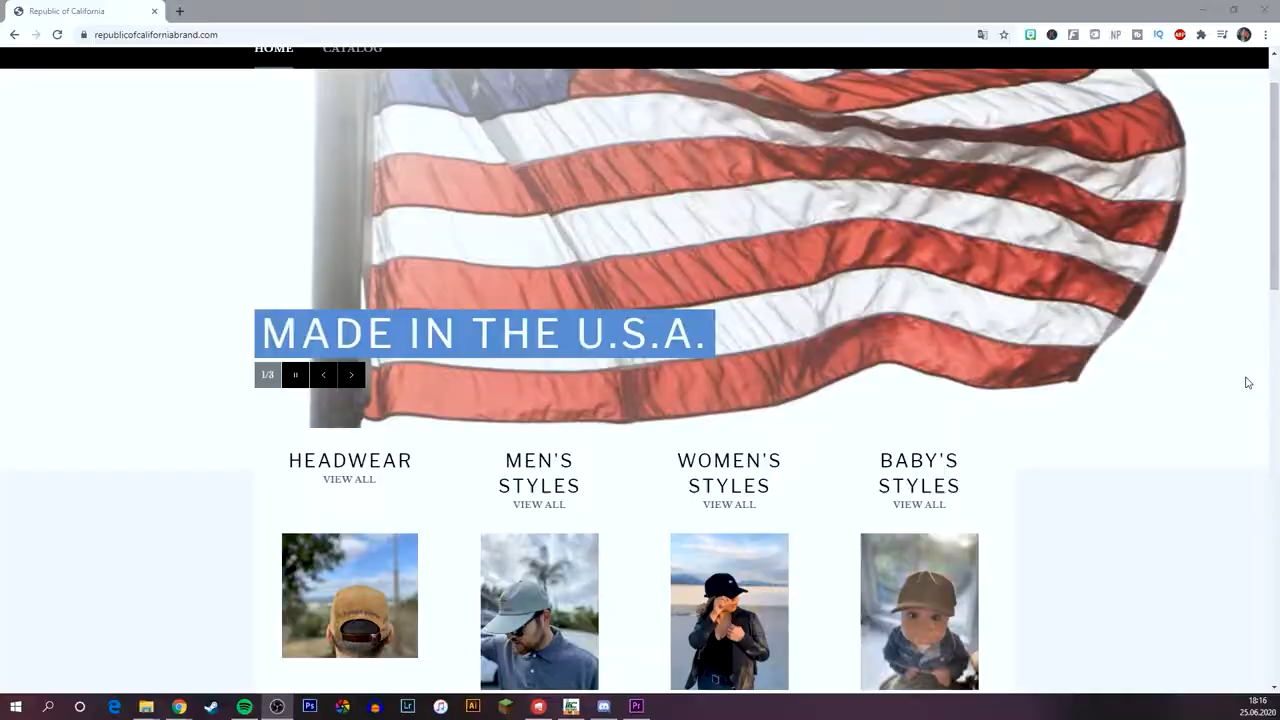 Republic of California
republicofcaliforniabrand.com
HOME
CATALOG
MADE IN THE U.S.A.
1/3
HEADWEAR
VIEW ALL
MEN'S
STYLES
VIEW ALL
WOMEN'S
STYLES
VIEW ALL
BABY'S
STYLES
VIEW ALL
18:16
25.06.2020